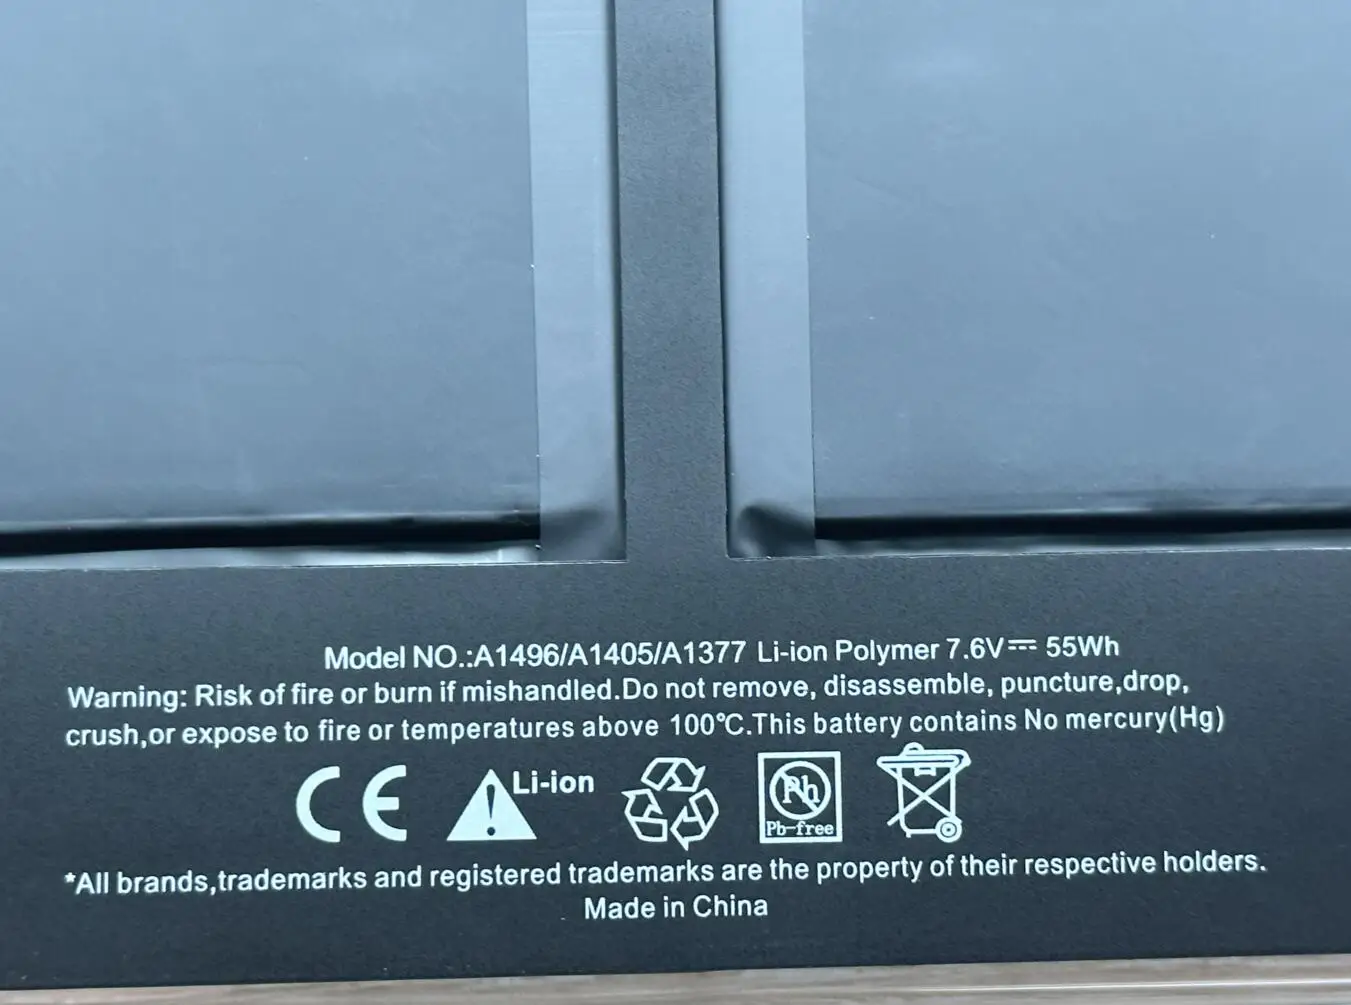 Model NO.:A1496/A1405/A1377 Li-ion Polymer 7.6V⎓ 55Wh
Warning: Risk of fire or burn if mishandled.Do not remove, disassemble, puncture,drop,
crush,or expose to fire or temperatures above 100℃.This battery contains No mercury(Hg)
CE Li-ion Pb Pb-free
*All brands,trademarks and registered trademarks are the property of their respective holders.
Made in China